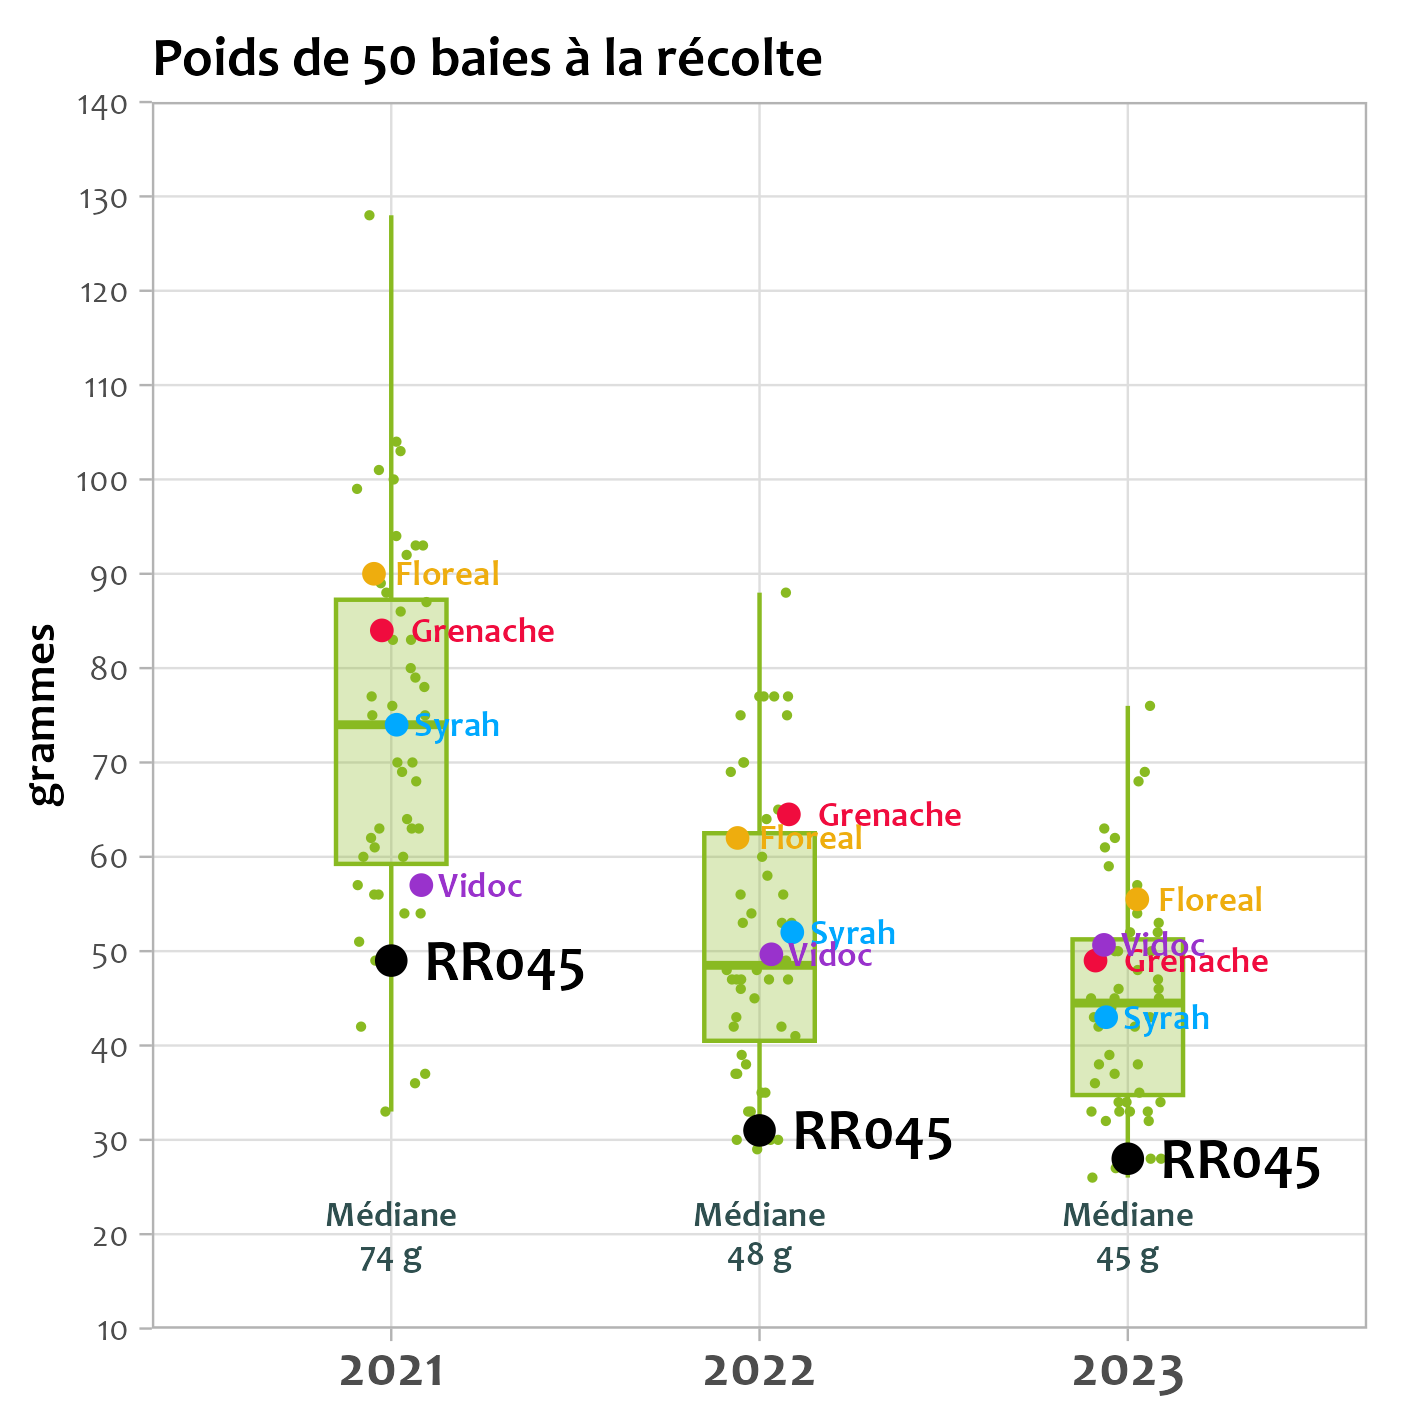 Poids de 50 baies à la récolte
grammes
140
130
120
110
100
90
80
70
60
50
40
30
20
10
Floreal
Grenache
Syrah
Vidoc
RR045
Médiane
74 g
Grenache
Floreal
Syrah
Vidoc
RR045
Médiane
48 g
Floreal
Vidoc
Grenache
Syrah
RR045
Médiane
45 g
2021
2022
2023